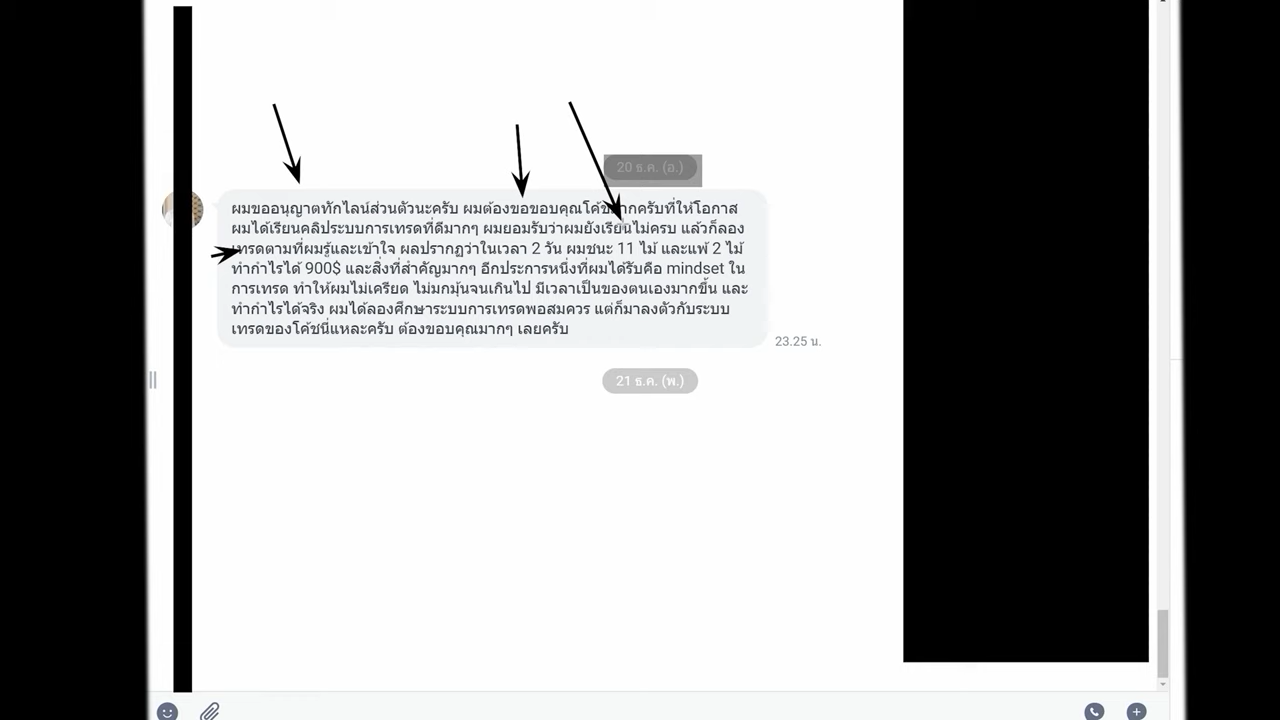 20 ธ.ค. (อ.)
ผมขออนุญาตทักไลน์ส่วนตัวนะครับ ผมต้องขอขอบคุณโค้ชมากครับที่ให้โอกาส
ผมได้เรียนคลิประบบการเทรดที่ดีมากๆ ผมยอมรับว่าผมยังเรียนไม่ครบ แล้วก็ลอง
เทรดตามที่ผมรู้และเข้าใจ ผลปรากฏว่าในเวลา 2 วัน ผมชนะ 11 ไม้ และแพ้ 2 ไม้
ทำกำไรได้ 900$ และสิ่งที่สำคัญมากๆ อีกประการหนึ่งที่ผมได้รับคือ mindset ใน
การเทรด ทำให้ผมไม่เครียด ไม่มกมุ้นจนเกินไป มีเวลาเป็นของตนเองมากขึ้น และ
ทำกำไรได้จริง ผมได้ลองศึกษาระบบการเทรดพอสมควร แต่ก็มาลงตัวกับระบบ
เทรดของโค้ชนี่แหละครับ ต้องขอบคุณมากๆ เลยครับ
23.25 น.
21 ธ.ค. (พ.)